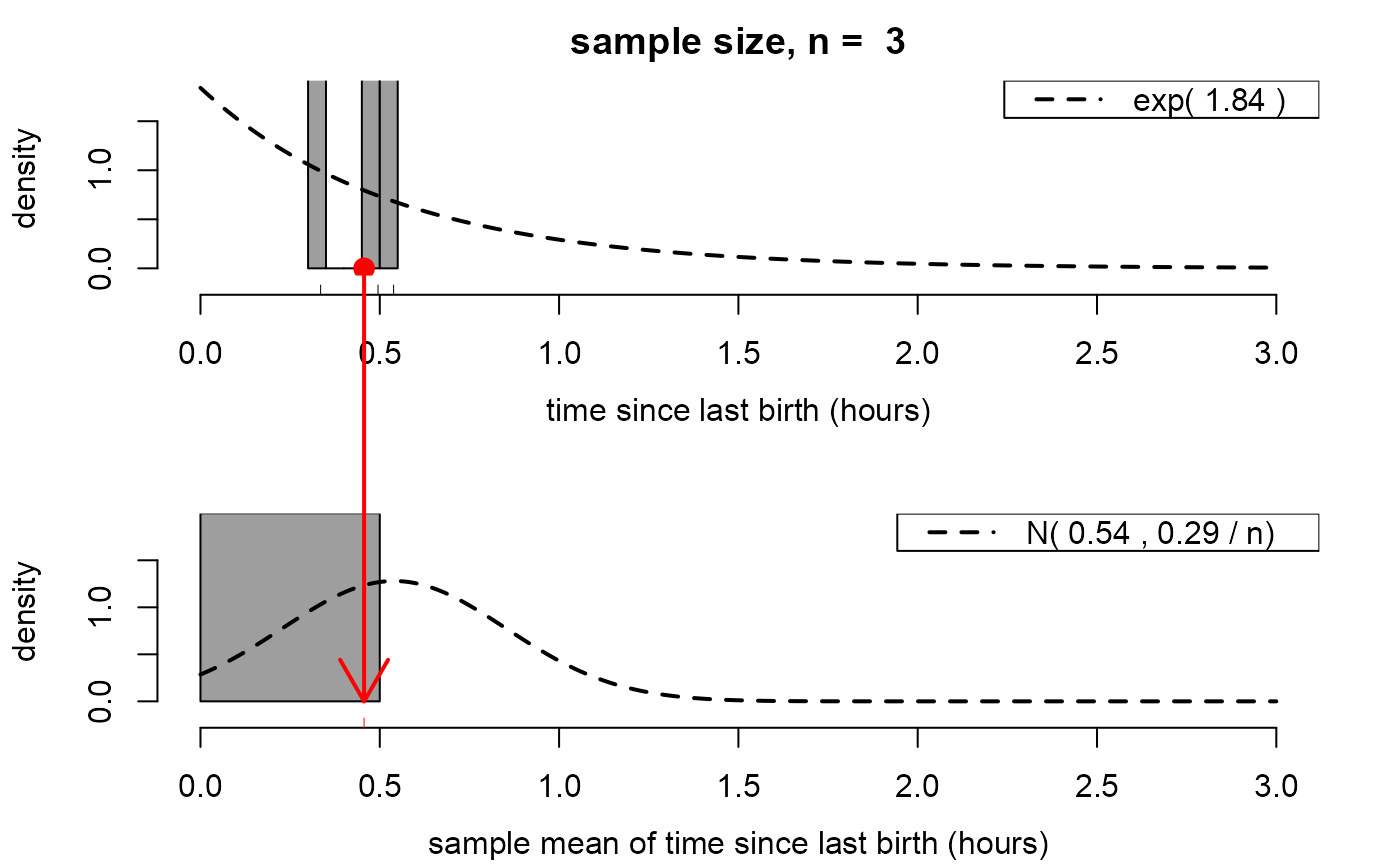 sample size, n =  3
exp( 1.84 )
density
1.0
0.0
0.0 0.5 1.0 1.5 2.0 2.5 3.0
time since last birth (hours)
N( 0.54 , 0.29 / n)
density
1.0
0.0
0.0 0.5 1.0 1.5 2.0 2.5 3.0
sample mean of time since last birth (hours)